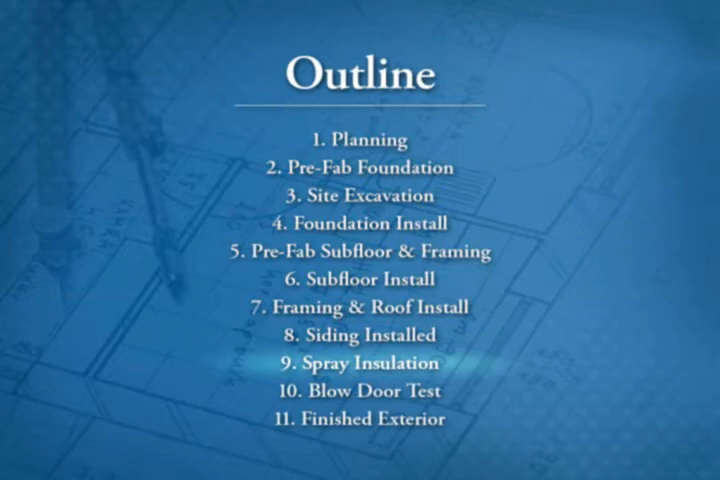 Outline
1. Planning
2. Pre-Fab Foundation
3. Site Excavation
4. Foundation Install
5. Pre-Fab Subfloor & Framing
6. Subfloor Install
7. Framing & Roof Install
8. Siding Installed
9. Spray Insulation
10. Blow Door Test
11. Finished Exterior